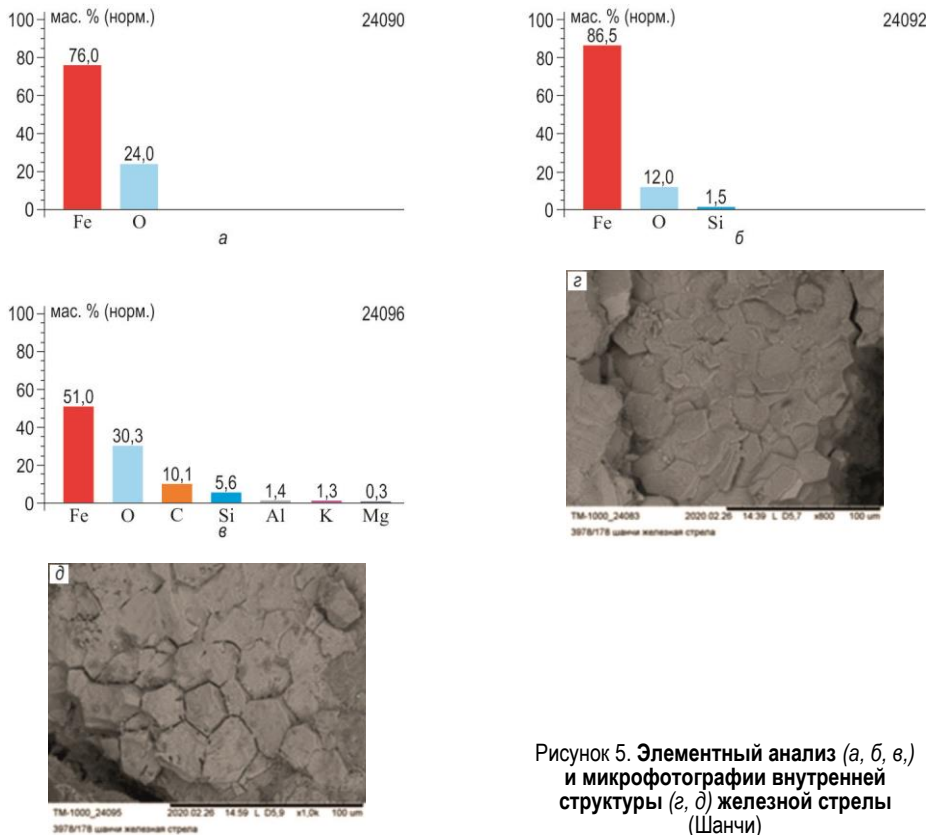 мас. % (норм.) 24090
100
80
60
40
20
0
76,0
24,0
Fe O
а
мас. % (норм.) 24092
100
80
60
40
20
0
86,5
12,0
1,5
Fe O Si
б
мас. % (норм.) 24096
100
80
60
40
20
0
51,0
30,3
10,1
5,6
1,4
1,3
0,3
Fe O C Si Al K Mg
в
г
TM-1000_24083 2020.02.26 14:39 L D5,7 x800 100 um
3978/178 шанчи железная стрела
д
TM-1000_24095 2020.02.26 14:59 L D5,9 x1,0k 100 um
3978/178 шанчи железная стрела
Рисунок 5. Элементный анализ (а, б, в,)
и микрофотографии внутренней
структуры (г, д) железной стрелы
(Шанчи)